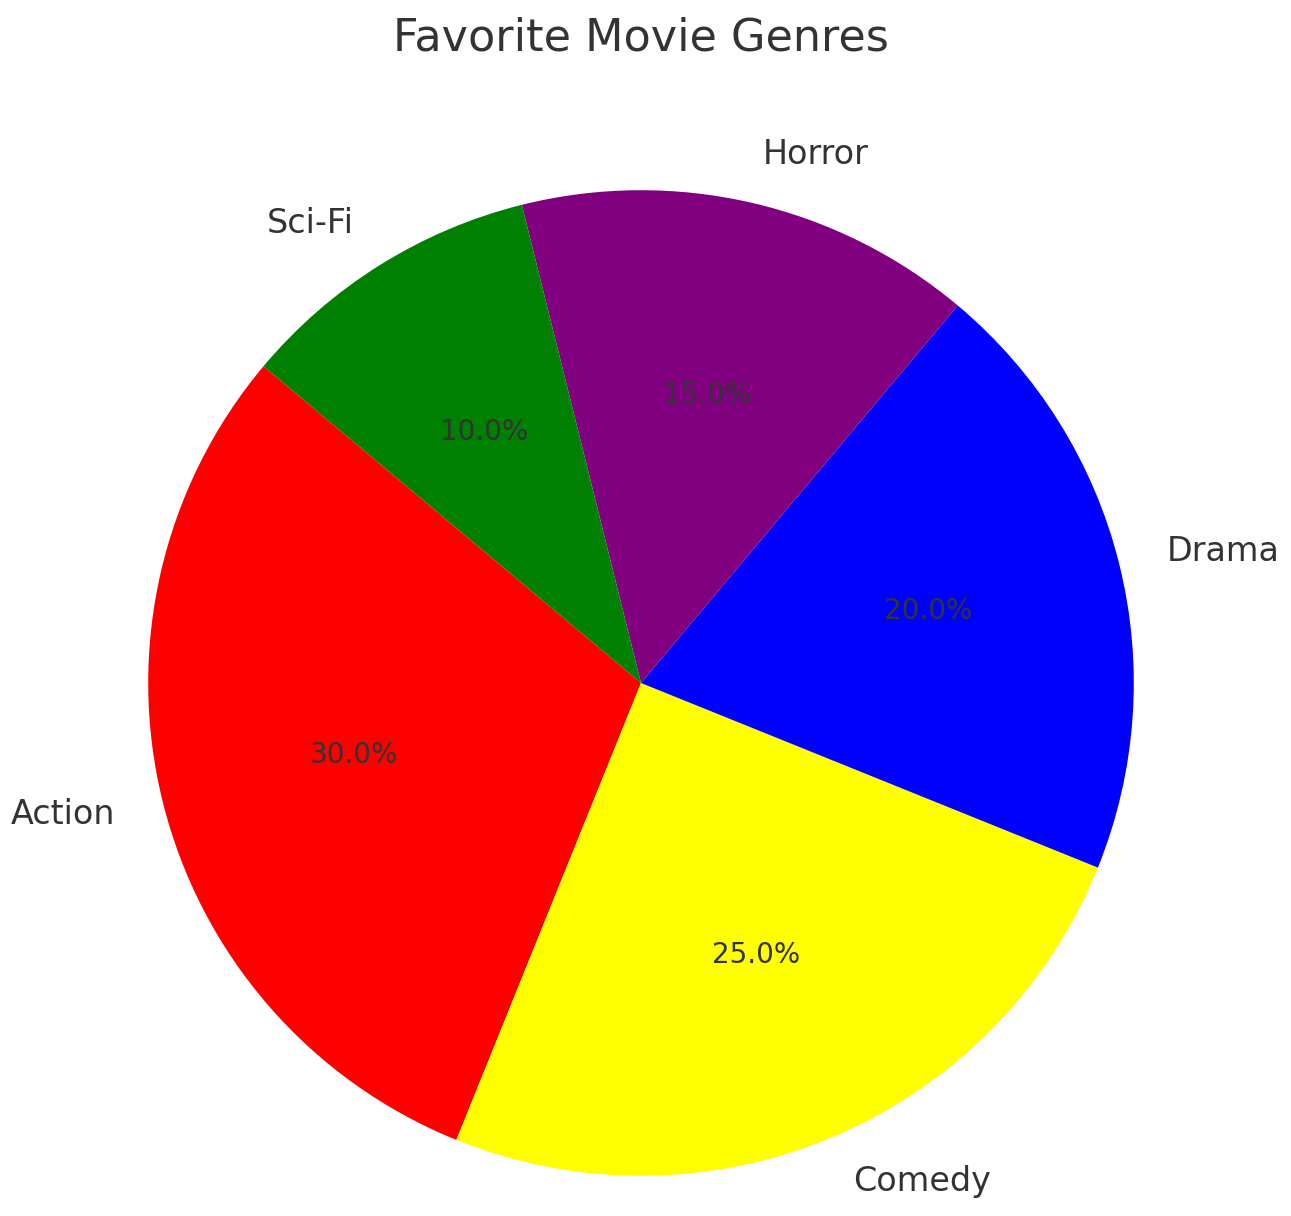 Favorite Movie Genres
Horror
Sci-Fi
15.0%
10.0%
Drama
20.0%
30.0%
Action
25.0%
Comedy